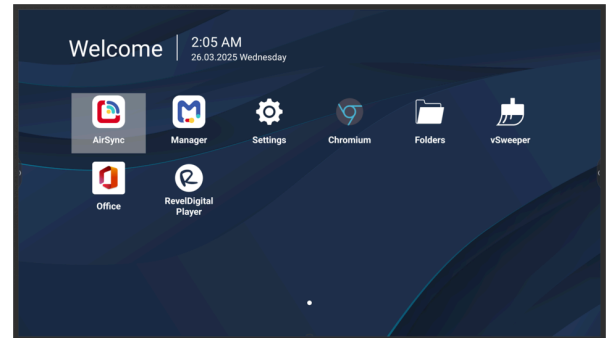 Welcome
2:05 AM
26.03.2025 Wednesday
AirSync
Manager
Settings
Chromium
Folders
vSweeper
Office
RevelDigital
Player